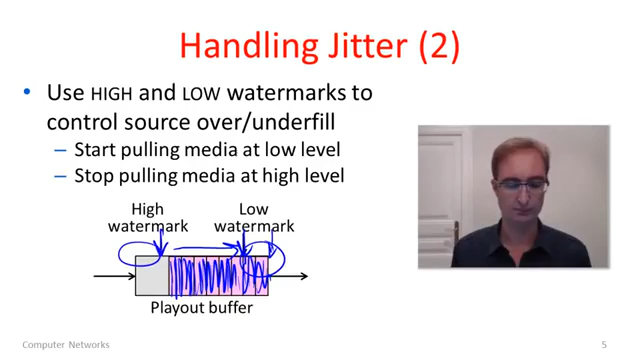 Handling Jitter (2)
• Use HIGH and LOW watermarks to
control source over/underfill
– Start pulling media at low level
– Stop pulling media at high level
High
watermark
Low
watermark
Playout buffer
Computer Networks
5